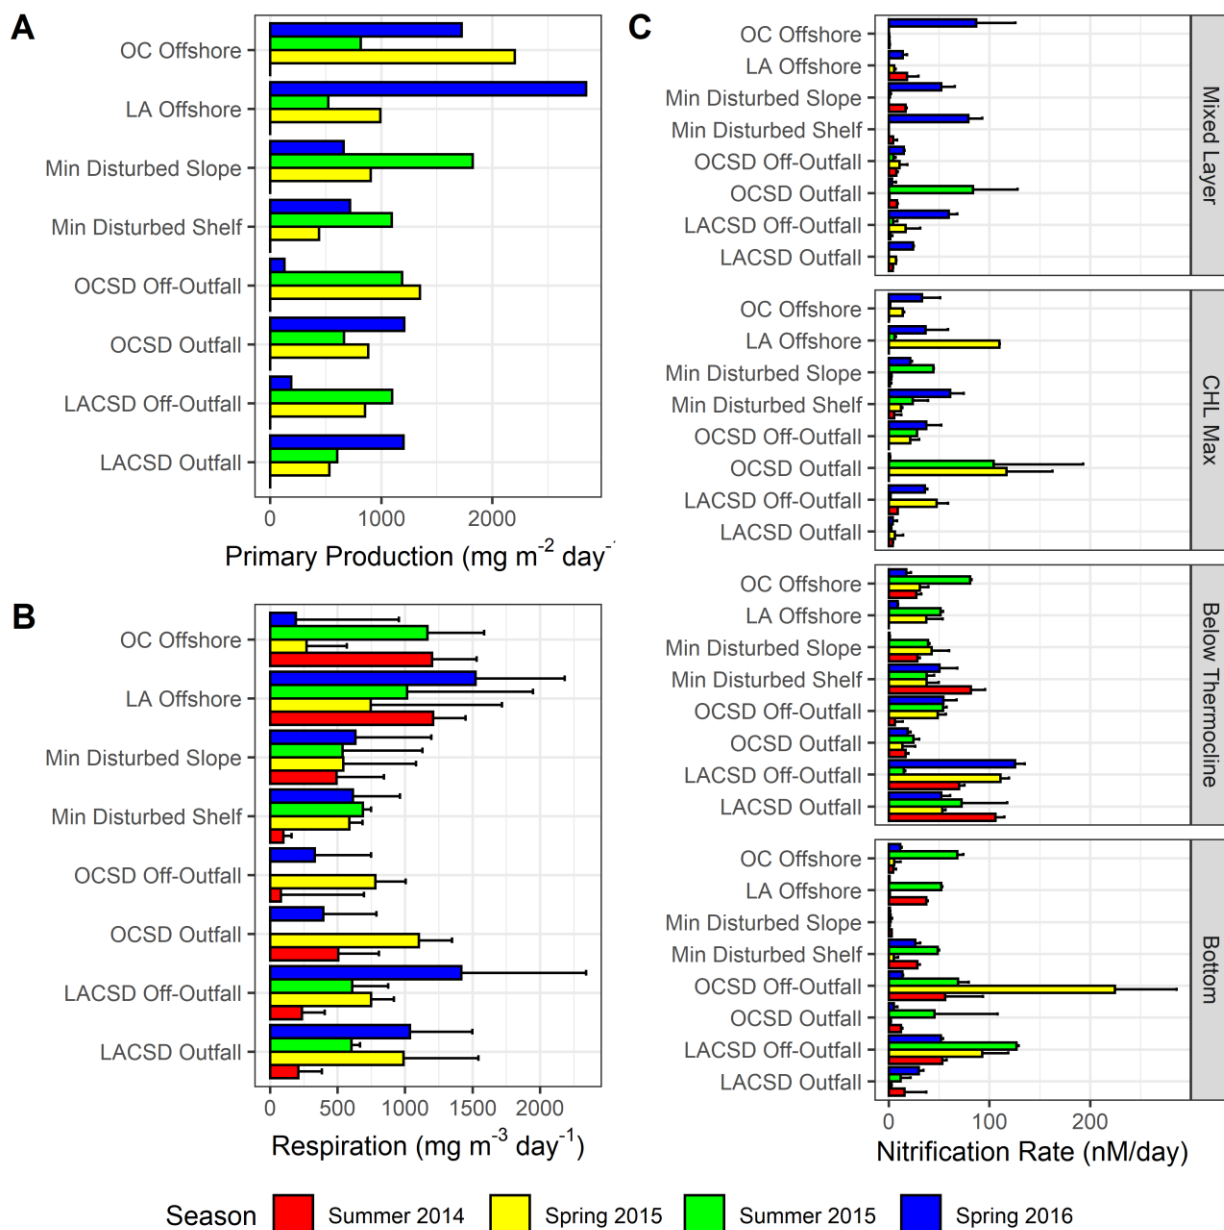 A
OC Offshore
LA Offshore
Min Disturbed Slope
Min Disturbed Shelf
OCSD Off-Outfall
OCSD Outfall
LACSD Off-Outfall
LACSD Outfall
0 1000 2000
Primary Production (mg m⁻² day⁻
B
OC Offshore
LA Offshore
Min Disturbed Slope
Min Disturbed Shelf
OCSD Off-Outfall
OCSD Outfall
LACSD Off-Outfall
LACSD Outfall
0 500 1000 1500 2000
Respiration (mg m⁻³ day⁻¹)
C
OC Offshore
LA Offshore
Min Disturbed Slope
Min Disturbed Shelf
OCSD Off-Outfall
OCSD Outfall
LACSD Off-Outfall
LACSD Outfall
Mixed Layer
OC Offshore
LA Offshore
Min Disturbed Slope
Min Disturbed Shelf
OCSD Off-Outfall
OCSD Outfall
LACSD Off-Outfall
LACSD Outfall
CHL Max
OC Offshore
LA Offshore
Min Disturbed Slope
Min Disturbed Shelf
OCSD Off-Outfall
OCSD Outfall
LACSD Off-Outfall
LACSD Outfall
Below Thermocline
OC Offshore
LA Offshore
Min Disturbed Slope
Min Disturbed Shelf
OCSD Off-Outfall
OCSD Outfall
LACSD Off-Outfall
LACSD Outfall
Bottom
0 100 200
Nitrification Rate (nM/day)
Season Summer 2014 Spring 2015 Summer 2015 Spring 2016